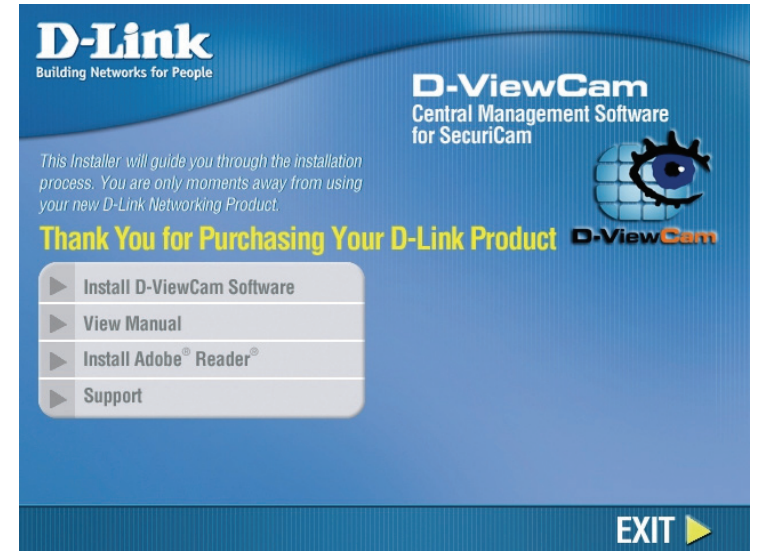 D-Link
Building Networks for People
D-ViewCam
Central Management Software
for SecuriCam
This Installer will guide you through the installation
process. You are only moments away from using
your new D-Link Networking Product.
Thank You for Purchasing Your D-Link Product
D-ViewCam
Install D-ViewCam Software
View Manual
Install Adobe® Reader®
Support
EXIT